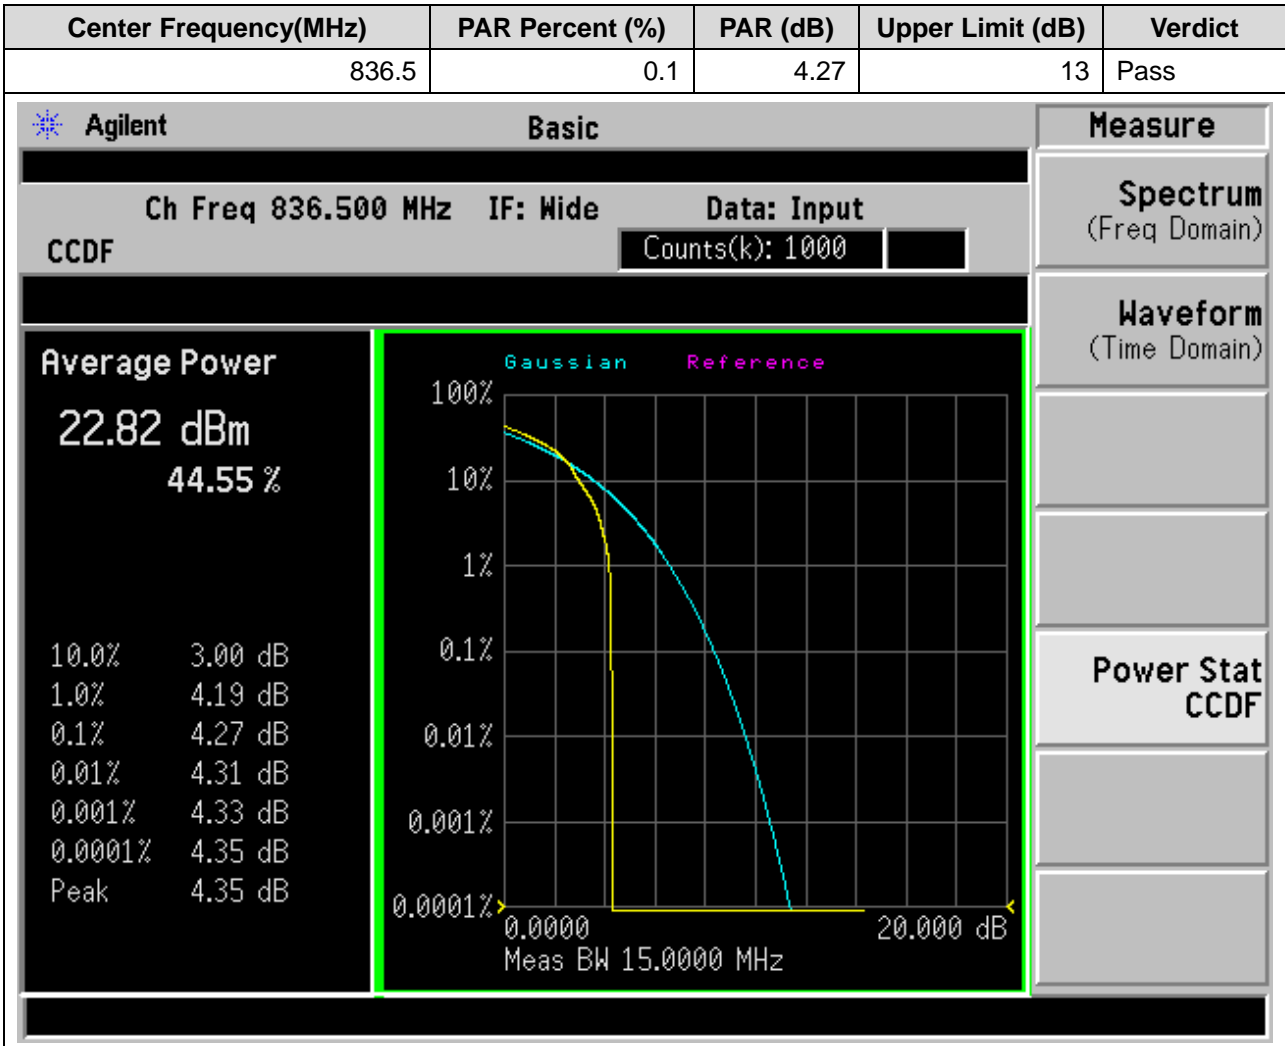 Center Frequency(MHz) PAR Percent (%) PAR (dB) Upper Limit (dB) Verdict
836.5 0.1 4.27 13 Pass
Agilent Basic Measure
Ch Freq 836.500 MHz IF: Wide Data: Input
CCDF Counts(k): 1000
Spectrum
(Freq Domain)
Waveform
(Time Domain)
Power Stat
CCDF
Average Power
22.82 dBm
44.55 %
10.0% 3.00 dB
1.0% 4.19 dB
0.1% 4.27 dB
0.01% 4.31 dB
0.001% 4.33 dB
0.0001% 4.35 dB
Peak 4.35 dB
Gaussian Reference
100%
10%
1%
0.1%
0.01%
0.001%
0.0001%
0.0000 20.000 dB
Meas BW 15.0000 MHz